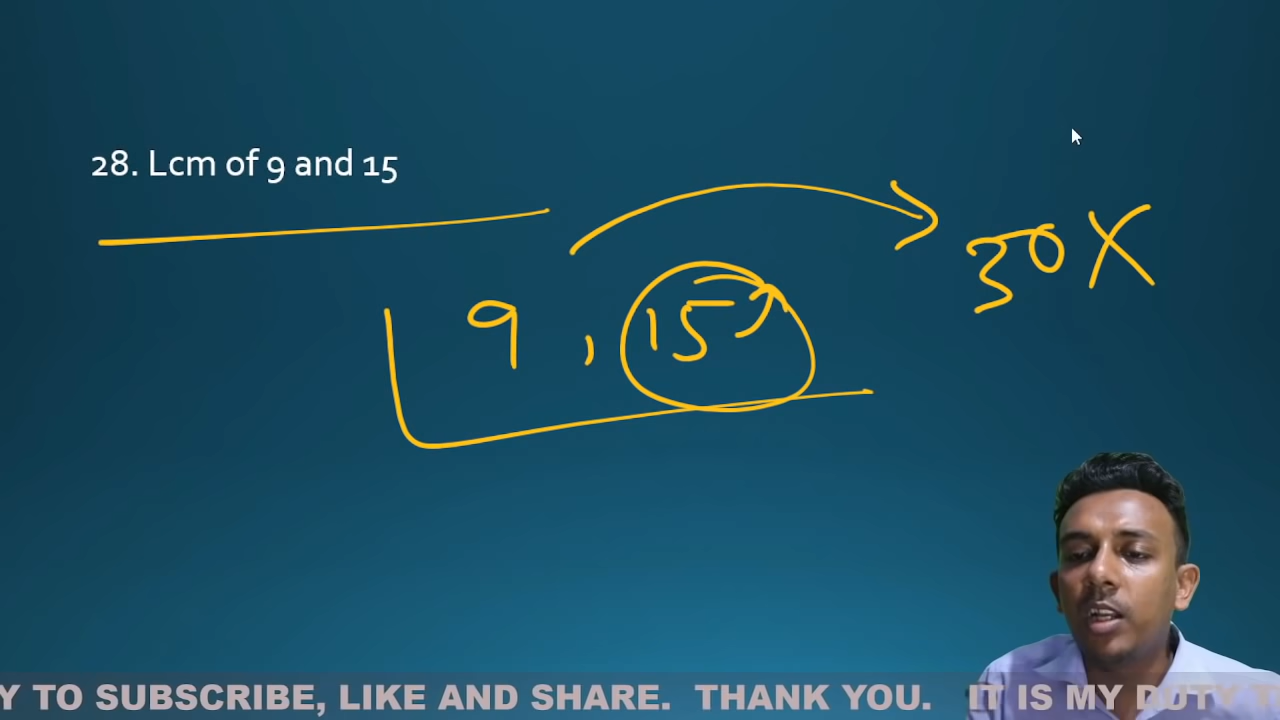 28. Lcm of 9 and 15
30 X
9 , 15
Y TO SUBSCRIBE, LIKE AND SHARE. THANK YOU. IT IS MY DUTY T